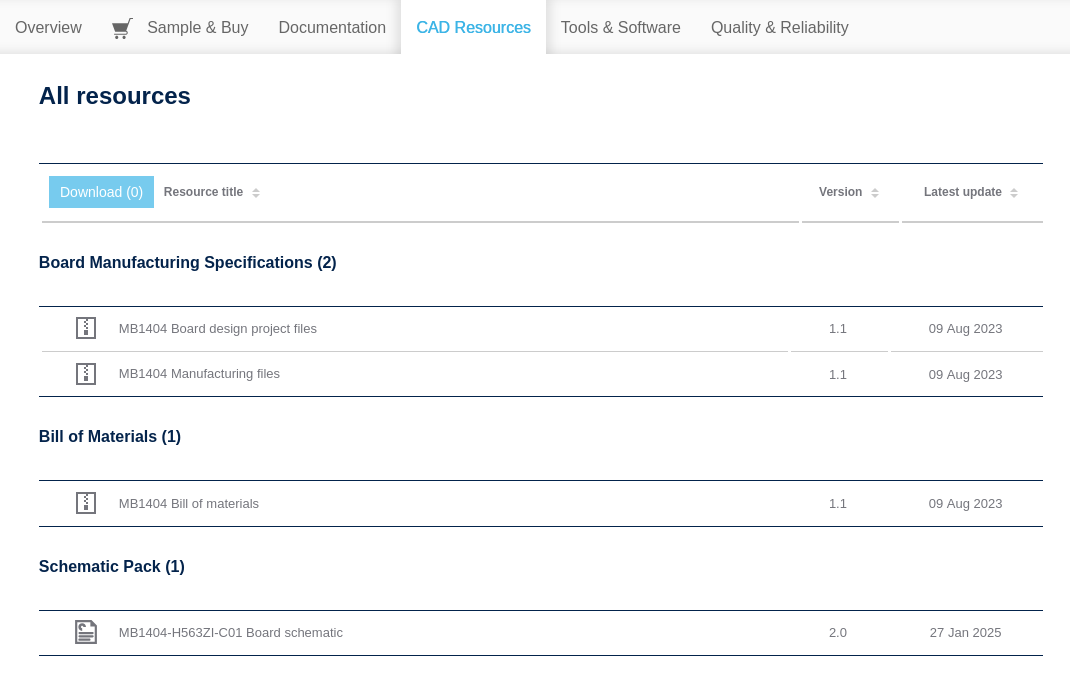 Overview Sample & Buy Documentation CAD Resources Tools & Software Quality & Reliability
All resources
Download (0) Resource title Version Latest update
Board Manufacturing Specifications (2)
MB1404 Board design project files 1.1 09 Aug 2023
MB1404 Manufacturing files 1.1 09 Aug 2023
Bill of Materials (1)
MB1404 Bill of materials 1.1 09 Aug 2023
Schematic Pack (1)
MB1404-H563ZI-C01 Board schematic 2.0 27 Jan 2025